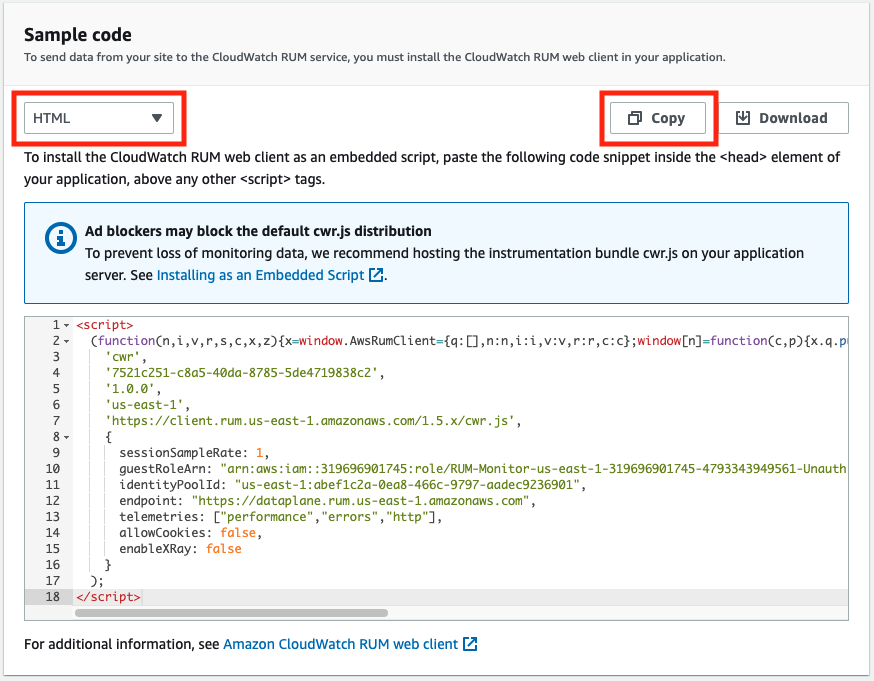 Sample code
To send data from your site to the CloudWatch RUM service, you must install the CloudWatch RUM web client in your application.
HTML
Copy
Download
To install the CloudWatch RUM web client as an embedded script, paste the following code snippet inside the <head> element of
your application, above any other <script> tags.
Ad blockers may block the default cwr.js distribution
To prevent loss of monitoring data, we recommend hosting the instrumentation bundle cwr.js on your application
server. See Installing as an Embedded Script.
1 <script>
2 (function(n,i,v,r,s,c,x,z){x=window.AwsRumClient={q:[],n:n,i:i,v:v,r:r,c:c};window[n]=function(c,p){x.q.pu
3 'cwr',
4 '7521c251-c8a5-40da-8785-5de4719838c2',
5 '1.0.0',
6 'us-east-1',
7 'https://client.rum.us-east-1.amazonaws.com/1.5.x/cwr.js',
8 {
9 sessionSampleRate: 1,
10 guestRoleArn: "arn:aws:iam::319696901745:role/RUM-Monitor-us-east-1-319696901745-4793343949561-Unauth
11 identityPoolId: "us-east-1:abef1c2a-0ea8-466c-9797-aadec9236901",
12 endpoint: "https://dataplane.rum.us-east-1.amazonaws.com",
13 telemetries: ["performance","errors","http"],
14 allowCookies: false,
15 enableXRay: false
16 }
17 );
18 </script>
For additional information, see Amazon CloudWatch RUM web client